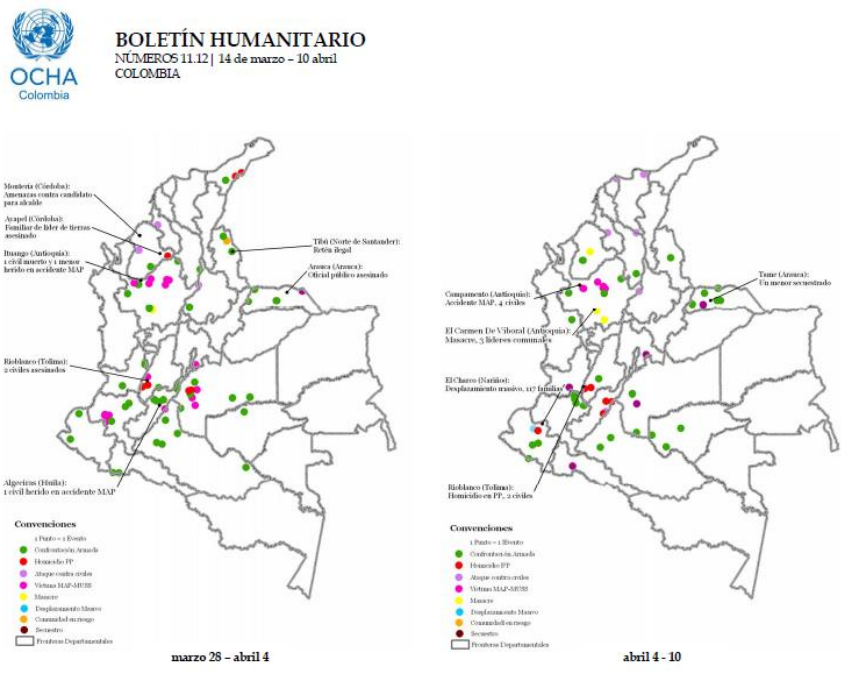 OCHA
Colombia
BOLETÍN HUMANITARIO
NÚMEROS 11.12 | 14 de marzo – 10 abril
COLOMBIA
Montería (Córdoba):
Amenazas contra candidato
para alcalde
Ayapel (Córdoba):
Familiar de líder de tierras
asesinado
Ituango (Antioquia):
1 civil muerto y 1 menor
herido en accidente MAP
Rioblanco (Tolima):
2 civiles asesinados
Algeciras (Huila):
1 civil herido en accidente MAP
Tibú (Norte de Santander):
Retén ilegal
Arauca (Arauca):
Oficial público asesinado
Convenciones
1 Punto = 1 Evento
Confrontación Armada
Homicidio PP
Ataque contra civiles
Víctima MAP-MUSE
Masacre
Desplazamiento Masivo
Comunidad en riesgo
Secuestro
Fronteras Departamentales
marzo 28 – abril 4
Campamento (Antioquia):
Accidente MAP, 4 civiles
El Carmen De Viboral (Antioquia):
Masacre, 3 líderes comunales
El Charco (Nariño):
Desplazamiento massivo, 117 familias
Rioblanco (Tolima):
Homicidio en PP, 2 civiles
Tame (Arauca):
Un menor secuestrado
Convenciones
1 Punto = 1 Evento
Confrontación Armada
Homicidio PP
Ataque contra civiles
Víctima MAP-MUSE
Masacre
Desplazamiento Masivo
Comunidad en riesgo
Secuestro
Fronteras Departamentales
abril 4 - 10